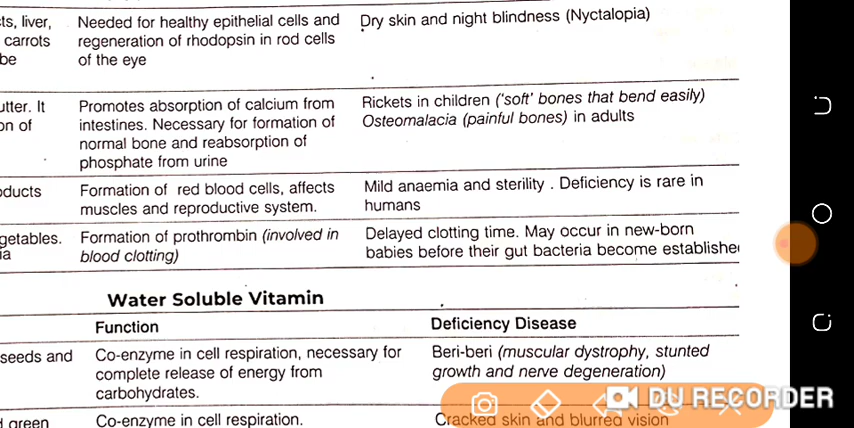 ts, liver, Needed for healthy epithelial cells and Dry skin and night blindness (Nyctalopia)
carrots regeneration of rhodopsin in rod cells
be of the eye
utter. It Promotes absorption of calcium from Rickets in children ('soft' bones that bend easily)
on of intestines. Necessary for formation of Osteomalacia (painful bones) in adults
normal bone and reabsorption of
phosphate from urine
oducts Formation of red blood cells, affects Mild anaemia and sterility . Deficiency is rare in
muscles and reproductive system. humans
getables. Formation of prothrombin (involved in Delayed clotting time. May occur in new-born
ia blood clotting) babies before their gut bacteria become establishe
Water Soluble Vitamin
Function Deficiency Disease
seeds and Co-enzyme in cell respiration, necessary for Beri-beri (muscular dystrophy, stunted
complete release of energy from growth and nerve degeneration)
carbohydrates.
DU RECORDER
d green Co-enzyme in cell respiration. Cracked skin and blurred vision